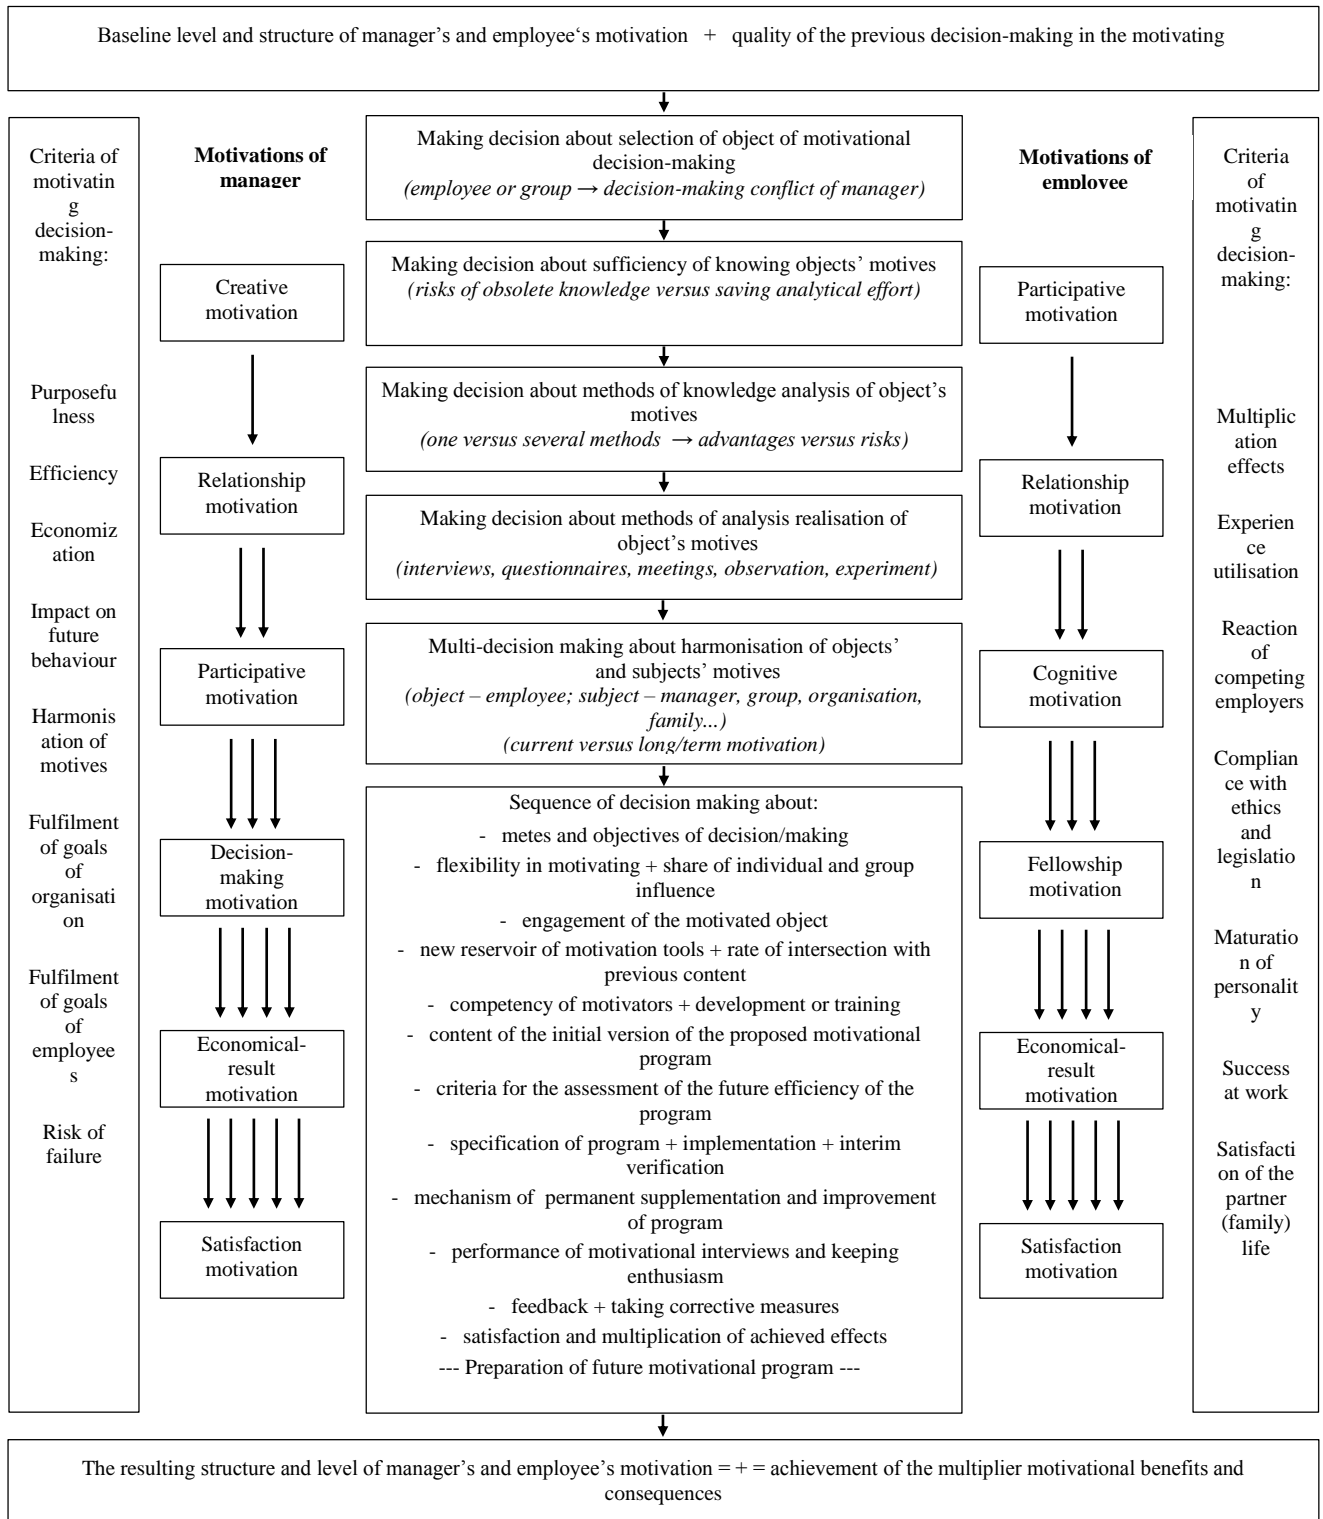 Baseline level and structure of manager’s and employee‘s motivation + quality of the previous decision-making in the motivating
Criteria of
motivatin
g
decision-
making:
Purposefu
lness
Efficiency
Economiz
ation
Impact on
future
behaviour
Harmonis
ation of
motives
Fulfilment
of goals
of
organisati
on
Fulfilment
of goals
of
employee
s
Risk of
failure
Motivations of
manager
Creative
motivation
Relationship
motivation
Participative
motivation
Decision-
making
motivation
Economical-
result
motivation
Satisfaction
motivation
Making decision about selection of object of motivational
decision-making
(employee or group → decision-making conflict of manager)
Making decision about sufficiency of knowing objects’ motives
(risks of obsolete knowledge versus saving analytical effort)
Making decision about methods of knowledge analysis of object’s
motives
(one versus several methods → advantages versus risks)
Making decision about methods of analysis realisation of
object’s motives
(interviews, questionnaires, meetings, observation, experiment)
Multi-decision making about harmonisation of objects’
and subjects’ motives
(object – employee; subject – manager, group, organisation,
family...)
(current versus long/term motivation)
Sequence of decision making about:
- metes and objectives of decision/making
- flexibility in motivating + share of individual and group
influence
- engagement of the motivated object
- new reservoir of motivation tools + rate of intersection with
previous content
- competency of motivators + development or training
- content of the initial version of the proposed motivational
program
- criteria for the assessment of the future efficiency of the
program
- specification of program + implementation + interim
verification
- mechanism of permanent supplementation and improvement
of program
- performance of motivational interviews and keeping
enthusiasm
- feedback + taking corrective measures
- satisfaction and multiplication of achieved effects
--- Preparation of future motivational program ---
Motivations of
employee
Participative
motivation
Relationship
motivation
Cognitive
motivation
Fellowship
motivation
Economical-
result
motivation
Satisfaction
motivation
Criteria
of
motivatin
g
decision-
making:
Multiplic
ation
effects
Experien
ce
utilisation
Reaction
of
competing
employers
Complian
ce with
ethics
and
legislatio
n
Maturatio
n of
personalit
y
Success
at work
Satisfacti
on of the
partner
(family)
life
The resulting structure and level of manager’s and employee’s motivation = + = achievement of the multiplier motivational benefits and
consequences